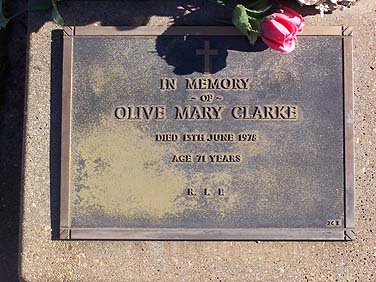 IN MEMORY
~ OF ~
OLIVE MARY CLARKE
DIED 13TH JUNE 1978
AGE 71 YEARS
R. I. P.